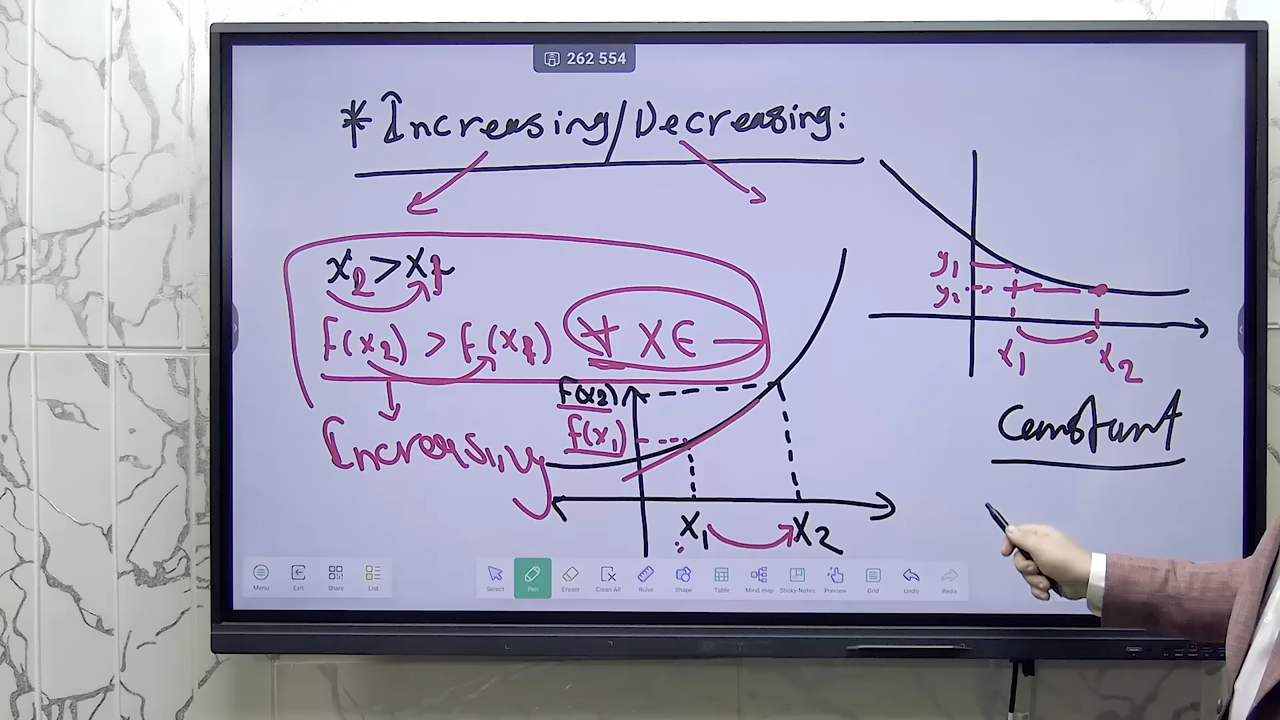 262 554
* Increasing/Decreasing:
x₂ > x₁
f(x₂) > f(x₁) ∀ x ∈
Increasing
f(x₂)
f(x₁)
x₁ x₂
y₁
y₂
x₁ x₂
Constant
Menu Exit Share List Select Pen Eraser Clean All Ruler Shape Table Mind map Sticky-Notes Preview Grid Undo Redo